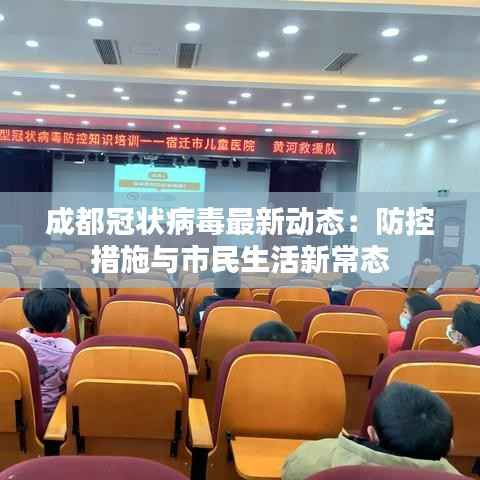 型冠状病毒防控知识培训——宿迁市儿童医院 黄河救援队
成都冠状病毒最新动态：防控
措施与市民生活新常态